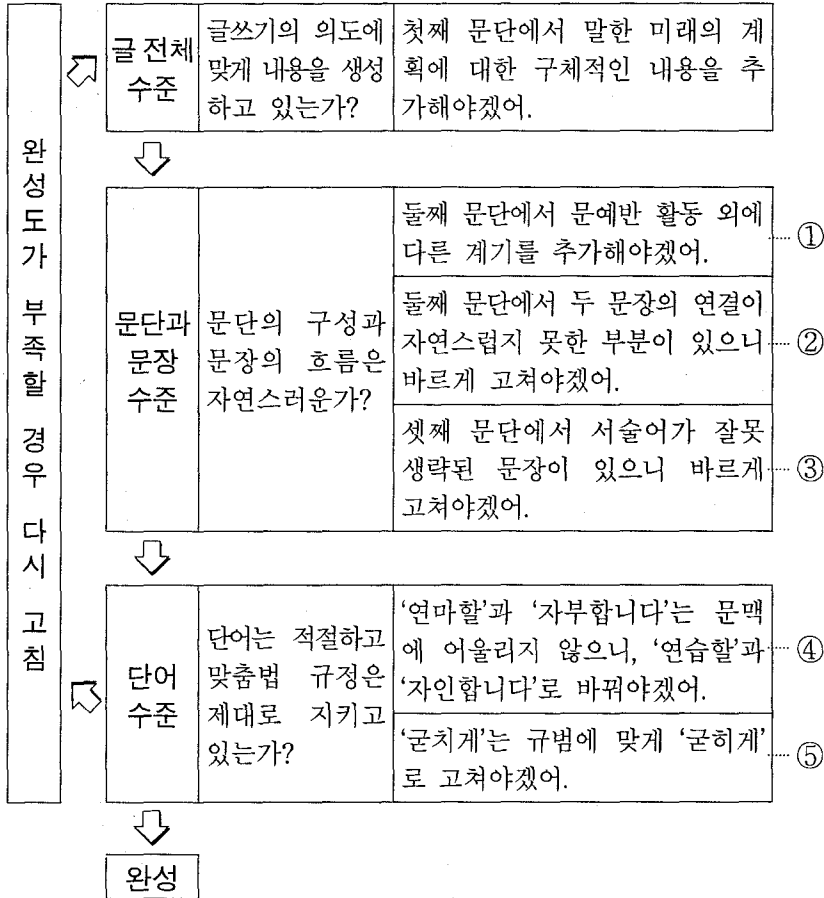 완성도가 부족할 경우 다시 고침
글 전체
수준
글쓰기의 의도에
맞게 내용을 생성
하고 있는가?
첫째 문단에서 말한 미래의 계
획에 대한 구체적인 내용을 추
가해야겠어.
문단과
문장
수준
문단의 구성과
문장의 흐름은
자연스러운가?
둘째 문단에서 문예반 활동 외에
다른 계기를 추가해야겠어.
①
둘째 문단에서 두 문장의 연결이
자연스럽지 못한 부분이 있으니
바르게 고쳐야겠어.
②
셋째 문단에서 서술어가 잘못
생략된 문장이 있으니 바르게
고쳐야겠어.
③
단어
수준
단어는 적절하고
맞춤법 규정은
제대로 지키고
있는가?
‘연마할’과 ‘자부합니다’는 문맥
에 어울리지 않으니, ‘연습할’과
‘자인합니다’로 바꿔야겠어.
④
‘굳치게’는 규범에 맞게 ‘굳히게’
로 고쳐야겠어.
⑤
완성